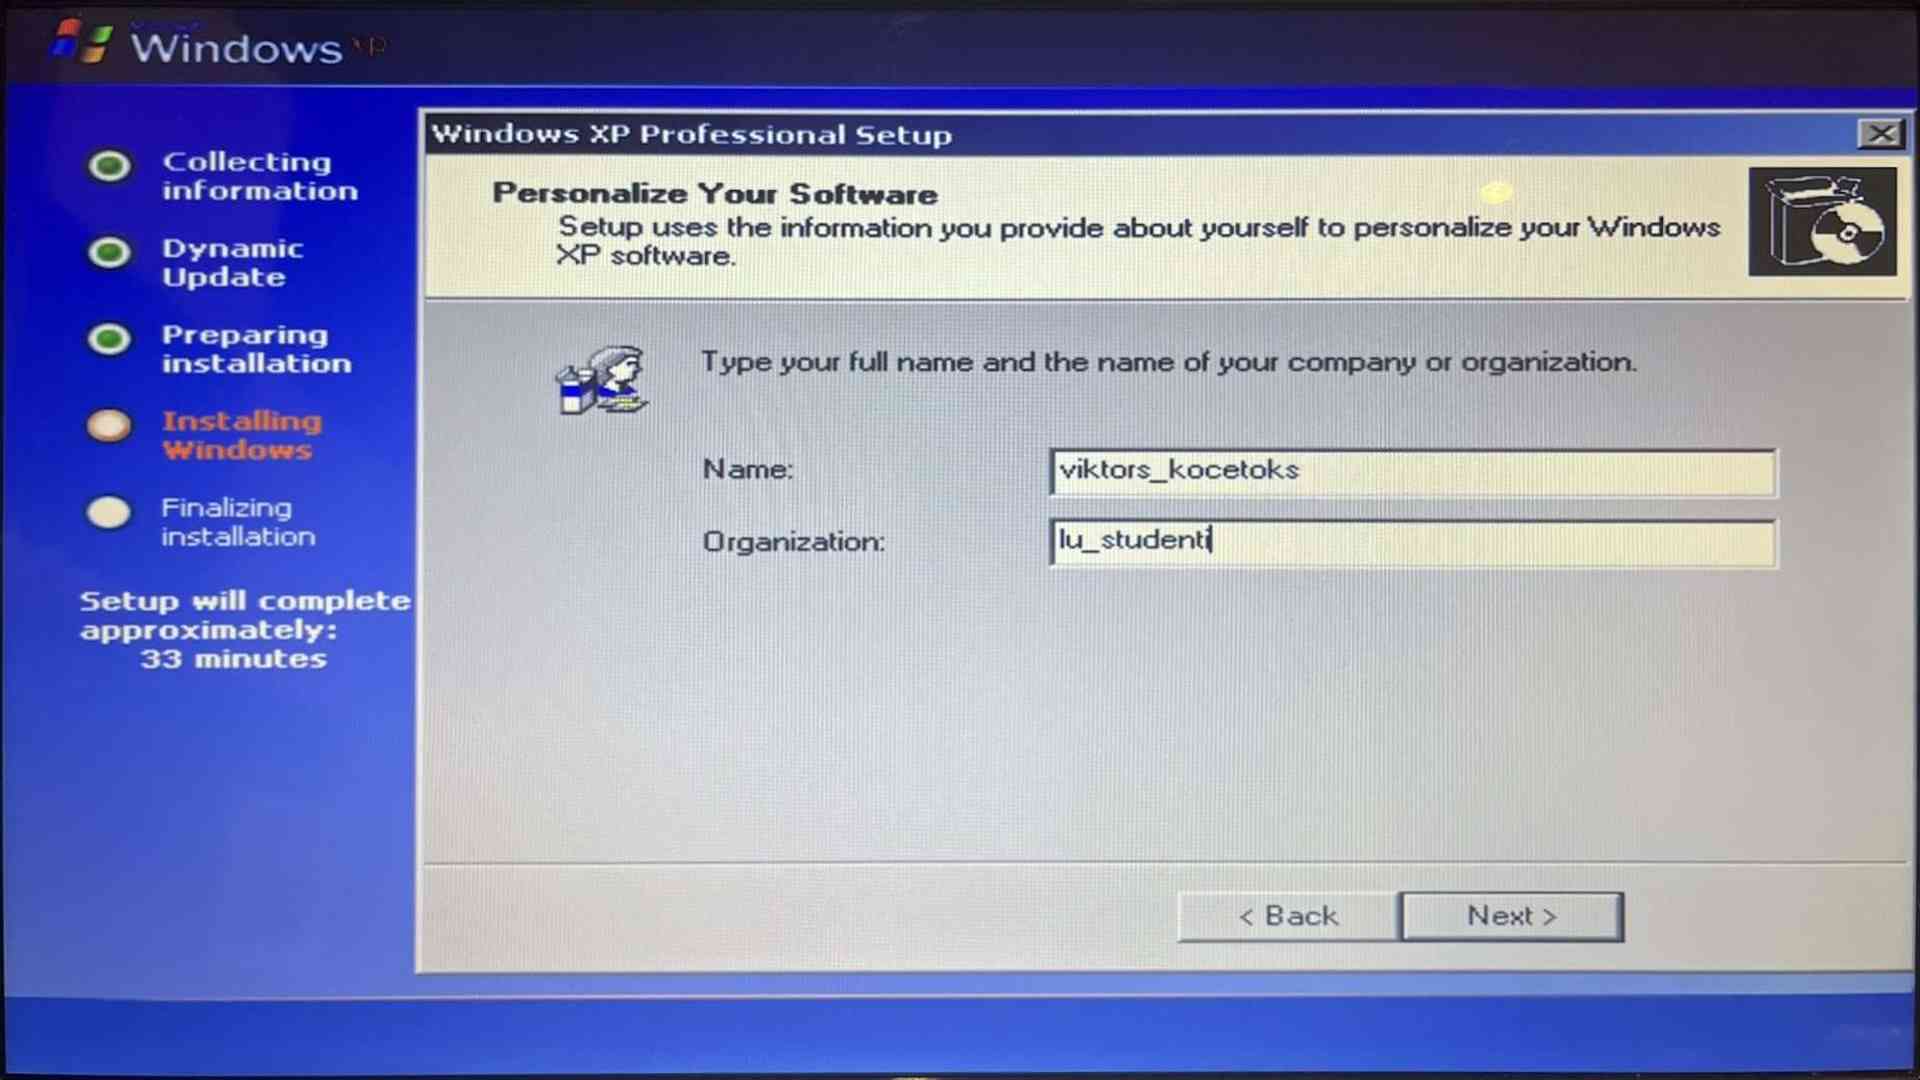 Windows xp
Collecting
information
Dynamic
Update
Preparing
installation
Installing
Windows
Finalizing
installation
Setup will complete
approximately:
33 minutes
Windows XP Professional Setup
Personalize Your Software
Setup uses the information you provide about yourself to personalize your Windows
XP software.
Type your full name and the name of your company or organization.
Name:
viktors_kocetoks
Organization:
lu_studenti
< Back
Next >